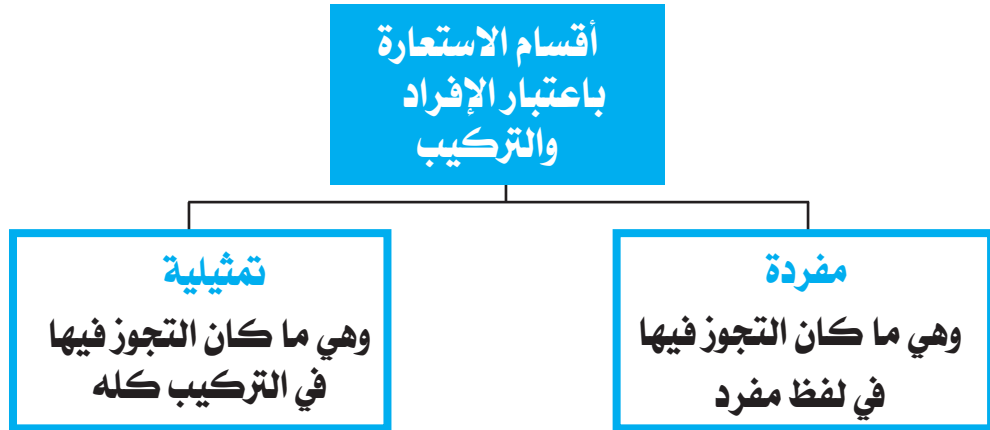 أقسام الاستعارة
باعتبار الإفراد
والتركيب
مفردة
وهي ما كان التجوز فيها
في لفظ مفرد
تمثيلية
وهي ما كان التجوز فيها
في التركيب كله